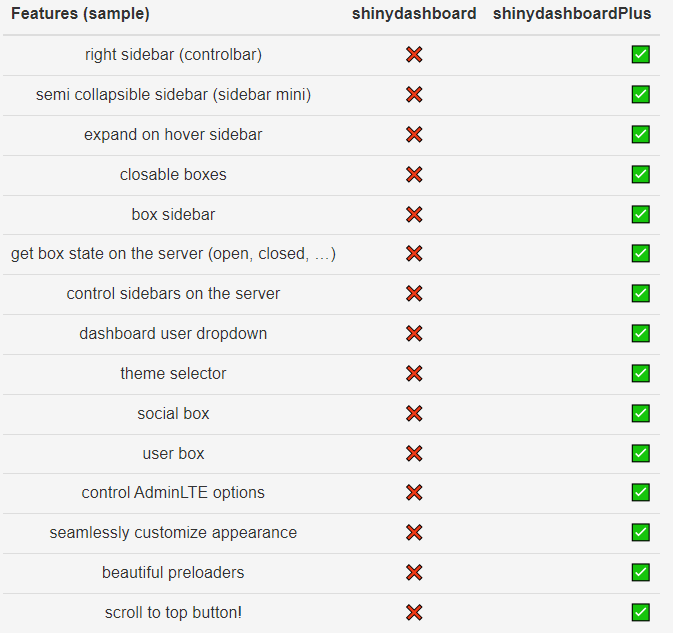 Features (sample) shinydashboard shinydashboardPlus
right sidebar (controlbar) ❌ ✅
semi collapsible sidebar (sidebar mini) ❌ ✅
expand on hover sidebar ❌ ✅
closable boxes ❌ ✅
box sidebar ❌ ✅
get box state on the server (open, closed, …) ❌ ✅
control sidebars on the server ❌ ✅
dashboard user dropdown ❌ ✅
theme selector ❌ ✅
social box ❌ ✅
user box ❌ ✅
control AdminLTE options ❌ ✅
seamlessly customize appearance ❌ ✅
beautiful preloaders ❌ ✅
scroll to top button! ❌ ✅